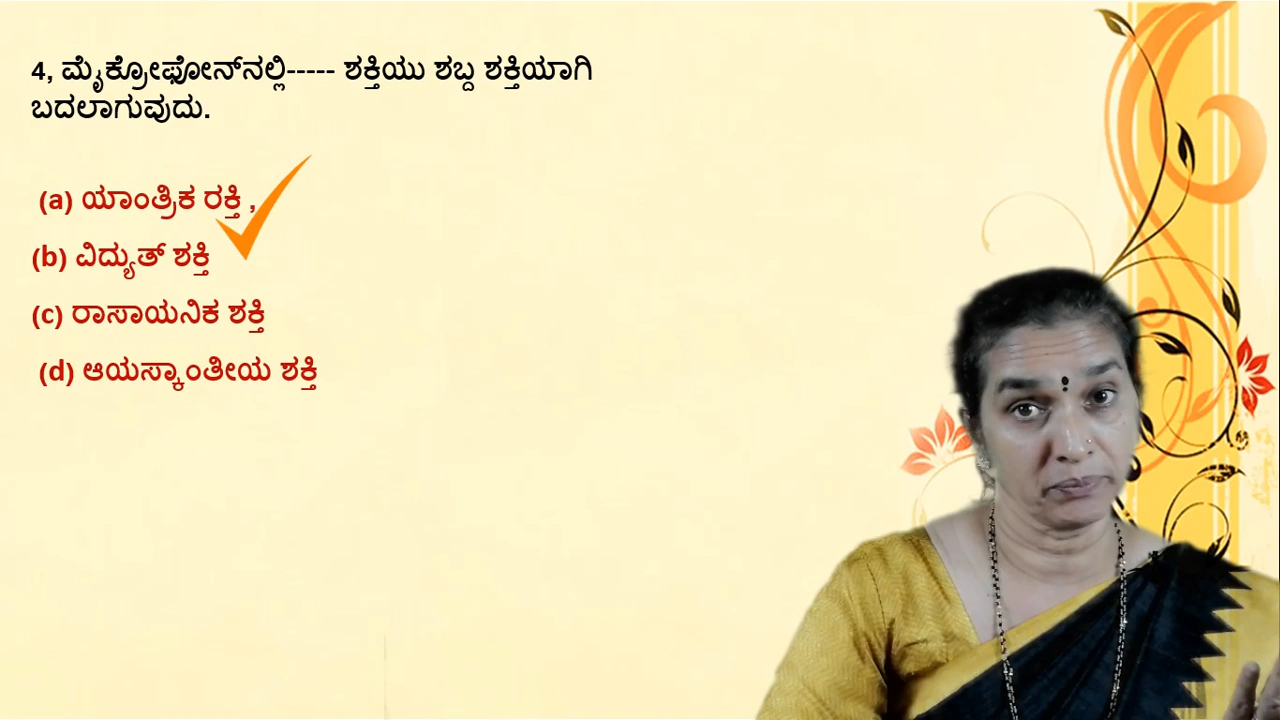 4, ಮೈಕ್ರೋಫೋನ್‌ನಲ್ಲಿ----- ಶಕ್ತಿಯು ಶಬ್ದ ಶಕ್ತಿಯಾಗಿ
ಬದಲಾಗುವುದು.
(a) ಯಾಂತ್ರಿಕ ರಕ್ತಿ ,
(b) ವಿದ್ಯುತ್ ಶಕ್ತಿ
(c) ರಾಸಾಯನಿಕ ಶಕ್ತಿ
(d) ಆಯಸ್ಕಾಂತೀಯ ಶಕ್ತಿ